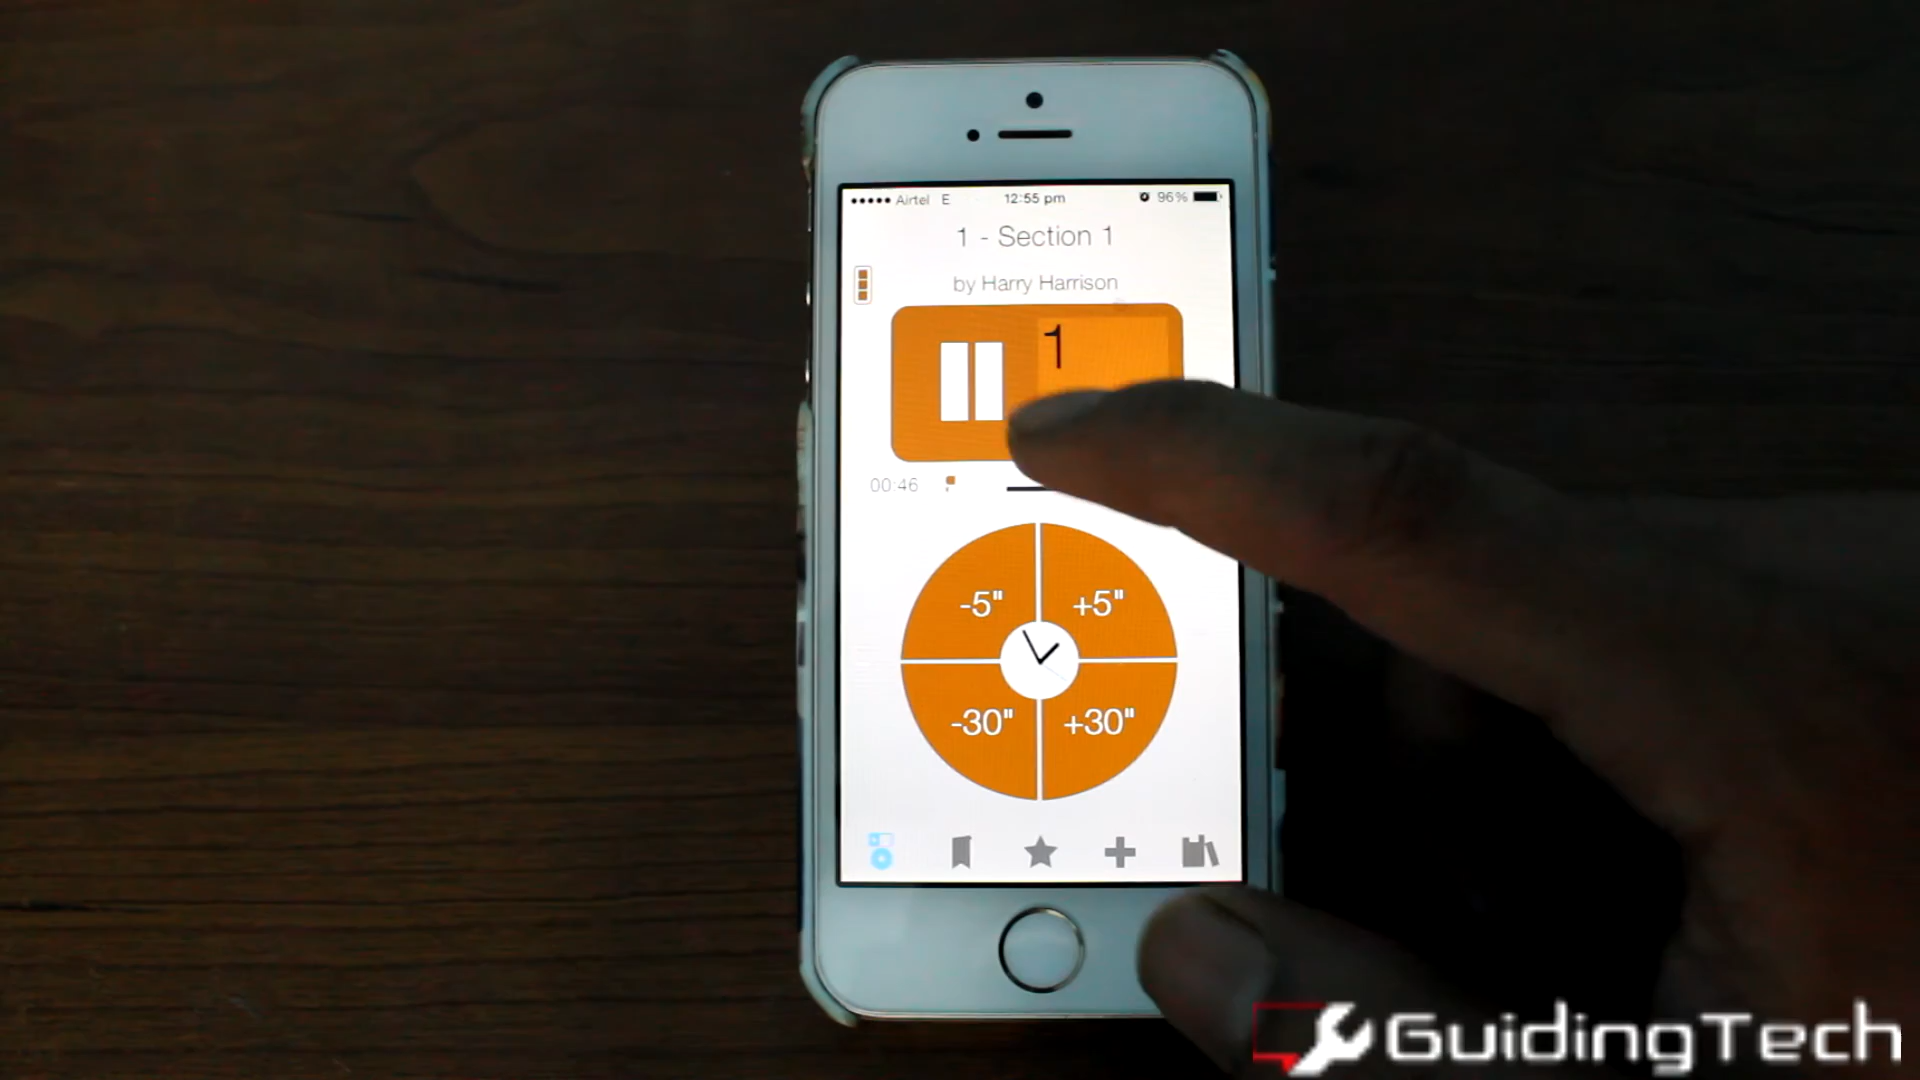 Airtel E 12:55 pm 96%
1 - Section 1
by Harry Harrison
1
00:46
-5" +5"
-30" +30"
GuidingTech